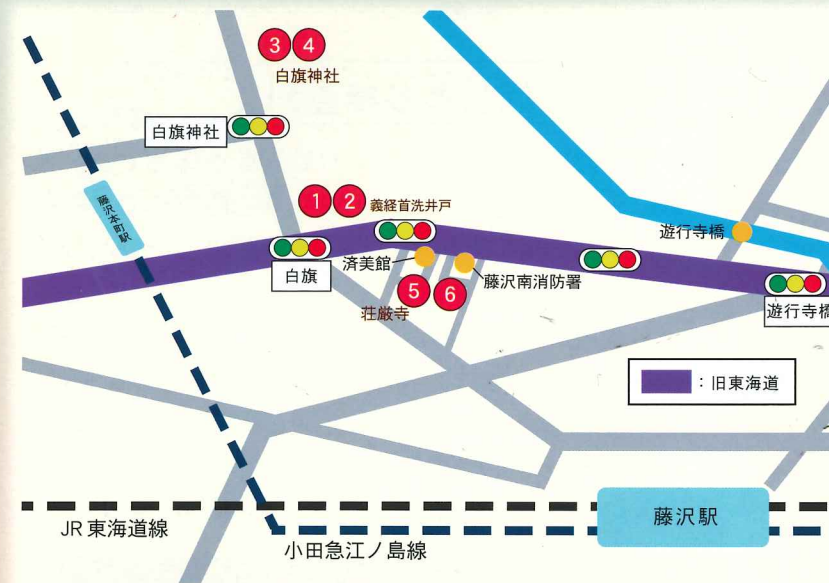 3 4
白旗神社
白旗神社
藤沢本町駅
1 2 義経首洗井戸
遊行寺橋
白旗
済美館
藤沢南消防署
5 6
荘厳寺
遊行寺橋
：旧東海道
JR東海道線
藤沢駅
小田急江ノ島線